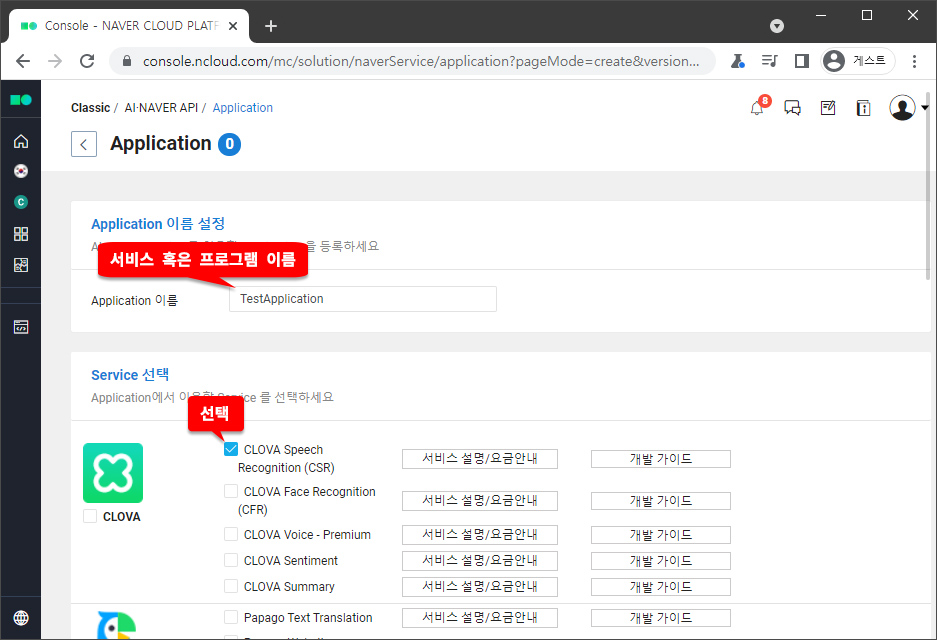 Console - NAVER CLOUD PLATF
console.ncloud.com/mc/solution/naverService/application?pageMode=create&version...
게스트
Classic / AI·NAVER API / Application
8
C
Application 0
Application 이름 설정
을 등록하세요
서비스 혹은 프로그램 이름
Application 이름
TestApplication
Service 선택
Application에서 이용할 Service 를 선택하세요
선택
CLOVA Speech
Recognition (CSR)
서비스 설명/요금안내
개발 가이드
CLOVA Face Recognition
(CFR)
서비스 설명/요금안내
개발 가이드
CLOVA
CLOVA Voice - Premium
서비스 설명/요금안내
개발 가이드
CLOVA Sentiment
서비스 설명/요금안내
개발 가이드
CLOVA Summary
서비스 설명/요금안내
개발 가이드
Papago Text Translation
서비스 설명/요금안내
개발 가이드